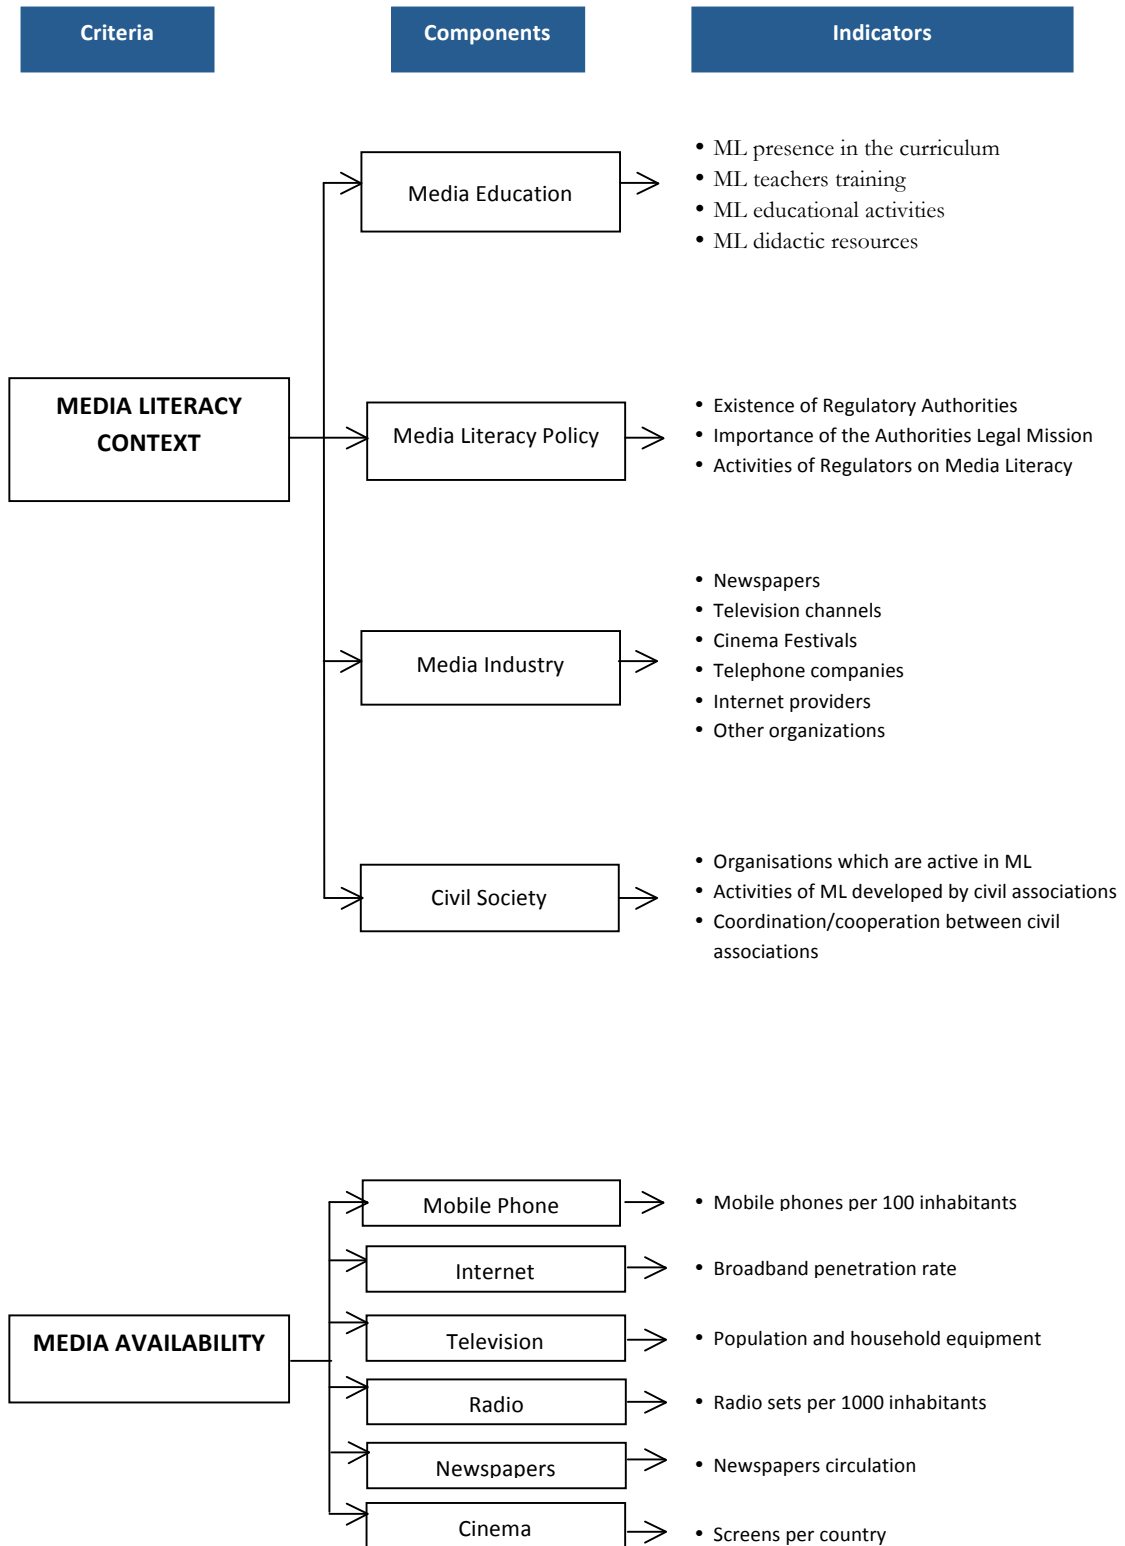 Criteria
Components
Indicators
Media Education
• ML presence in the curriculum
• ML teachers training
• ML educational activities
• ML didactic resources
MEDIA LITERACY
CONTEXT
Media Literacy Policy
• Existence of Regulatory Authorities
• Importance of the Authorities Legal Mission
• Activities of Regulators on Media Literacy
Media Industry
• Newspapers
• Television channels
• Cinema Festivals
• Telephone companies
• Internet providers
• Other organizations
Civil Society
• Organisations which are active in ML
• Activities of ML developed by civil associations
• Coordination/cooperation between civil
associations
MEDIA AVAILABILITY
Mobile Phone
• Mobile phones per 100 inhabitants
Internet
• Broadband penetration rate
Television
• Population and household equipment
Radio
• Radio sets per 1000 inhabitants
Newspapers
• Newspapers circulation
Cinema
• Screens per country